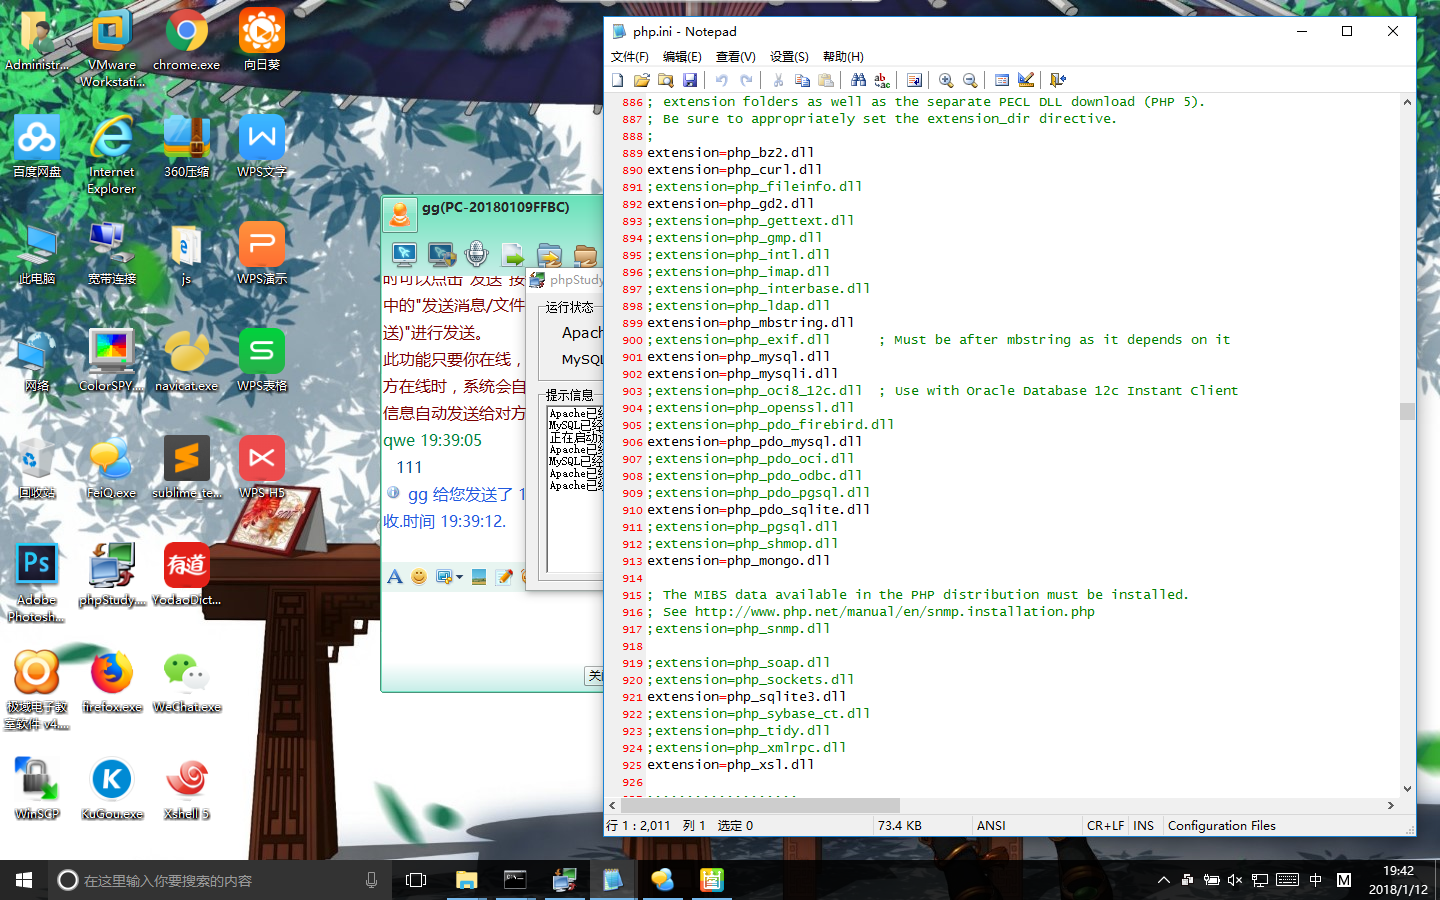 Administr...
VMware
Workstati...
chrome.exe
向日葵
百度网盘
Internet
Explorer
360压缩
WPS文字
此电脑
宽带连接
js
WPS演示
网络
ColorSPY....
navicat.exe
WPS表格
回收站
FeiQ.exe
sublime_te...
WPS H5
Adobe
Photosh...
phpStudy....
YodaoDict...
极域电子教
室软件 v4....
firefox.exe
WeChat.exe
WinSCP
KuGou.exe
Xshell 5
gg(PC-20180109FFBC)
时可以点击"发送"按
中的"发送消息/文件
送)"进行发送。
此功能只要你在线，
方在线时，系统会自
信息自动发送给对方
qwe 19:39:05
111
gg 给您发送了 1
收.时间 19:39:12.
phpStudy
运行状态
Apach
MySQL
提示信息
Apache已经
MySQL已经
正在启动
Apache已经
MySQL已经
Apache已经
Apache已经
php.ini - Notepad
文件(F) 编辑(E) 查看(V) 设置(S) 帮助(H)
886 ; extension folders as well as the separate PECL DLL download (PHP 5).
887 ; Be sure to appropriately set the extension_dir directive.
888 ;
889 extension=php_bz2.dll
890 extension=php_curl.dll
891 ;extension=php_fileinfo.dll
892 extension=php_gd2.dll
893 ;extension=php_gettext.dll
894 ;extension=php_gmp.dll
895 ;extension=php_intl.dll
896 ;extension=php_imap.dll
897 ;extension=php_interbase.dll
898 ;extension=php_ldap.dll
899 extension=php_mbstring.dll
900 ;extension=php_exif.dll ; Must be after mbstring as it depends on it
901 extension=php_mysql.dll
902 extension=php_mysqli.dll
903 ;extension=php_oci8_12c.dll ; Use with Oracle Database 12c Instant Client
904 ;extension=php_openssl.dll
905 ;extension=php_pdo_firebird.dll
906 extension=php_pdo_mysql.dll
907 ;extension=php_pdo_oci.dll
908 ;extension=php_pdo_odbc.dll
909 ;extension=php_pdo_pgsql.dll
910 extension=php_pdo_sqlite.dll
911 ;extension=php_pgsql.dll
912 ;extension=php_shmop.dll
913 extension=php_mongo.dll
914
915 ; The MIBS data available in the PHP distribution must be installed.
916 ; See http://www.php.net/manual/en/snmp.installation.php
917 ;extension=php_snmp.dll
918
919 ;extension=php_soap.dll
920 ;extension=php_sockets.dll
921 extension=php_sqlite3.dll
922 ;extension=php_sybase_ct.dll
923 ;extension=php_tidy.dll
924 ;extension=php_xmlrpc.dll
925 extension=php_xsl.dll
926
行 1 : 2,011 列 1 选定 0 73.4 KB ANSI CR+LF INS Configuration Files
在这里输入你要搜索的内容
中
M
19:42
2018/1/12